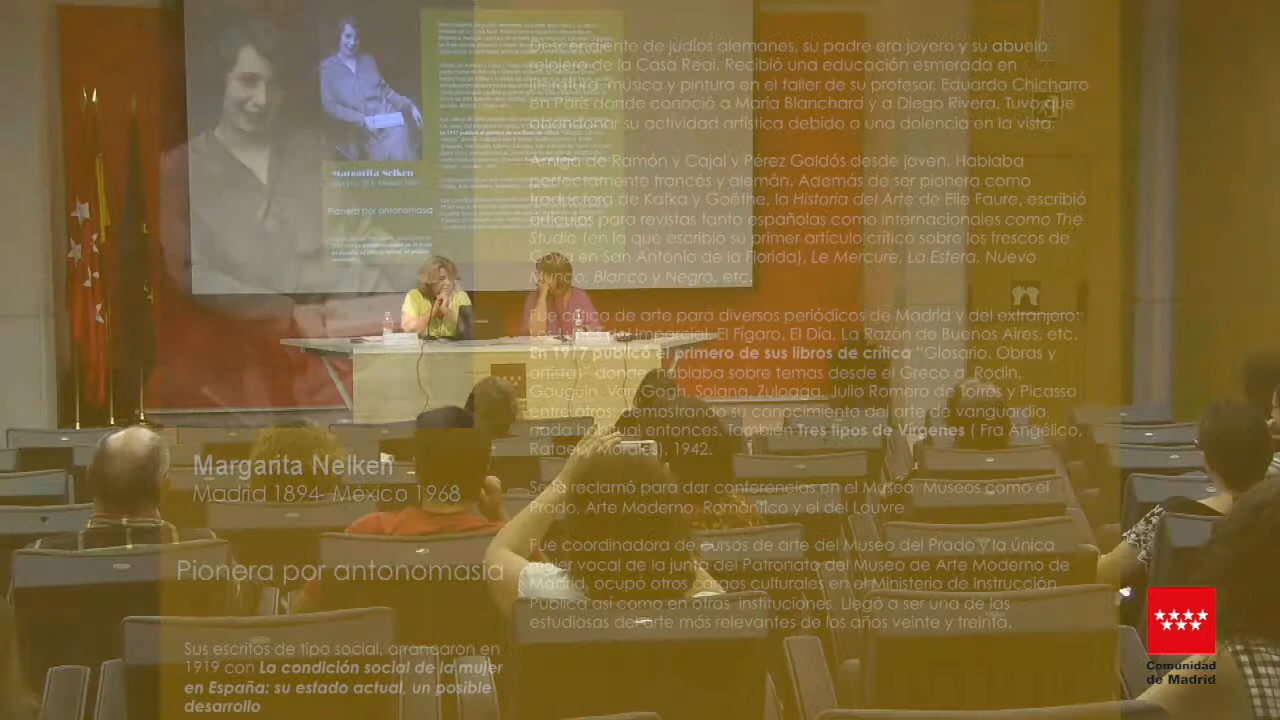 Descendiente de judíos alemanes, su padre era joyero y su abuelo
relojero de la Casa Real. Recibió una educación esmerada en
literatura, música y pintura en el taller de su profesor, Eduardo Chicharro
en París donde conoció a María Blanchard y a Diego Rivera. Tuvo que
abandonar su actividad artística debido a una dolencia en la vista.
Amiga de Ramón y Cajal y Pérez Galdós desde joven. Hablaba
perfectamente francés y alemán. Además de ser pionera como
traductora de Kafka y Goëthe, la Historia del Arte de Elie Faure, escribió
artículos para revistas tanto españolas como internacionales como The
Studio (en la que escribió su primer artículo crítico sobre los frescos de
Goya en San Antonio de la Florida), Le Mercure, La Esfera, Nuevo
Mundo; Blanco y Negro, etc.
Fue crítica de arte para diversos periódicos de Madrid y del extranjero:
Imparcial, El Fígaro, El Día, La Razón de Buenos Aires, etc.
En 1917 publicó el primero de sus libros de crítica "Glosario. Obras y
artistas", donde hablaba sobre temas desde el Greco a Rodin,
Gauguin, Van Gogh, Solana, Zuloaga, Julio Romero de Torres y Picasso
entre otros; demostrando su conocimiento del arte de vanguardia,
nada habitual entonces. También Tres tipos de Vírgenes ( Fra Angélico,
Rafael y Morales), 1942.
Se la reclamó para dar conferencias en el Museo Museos como el
Prado, Arte Moderno, Romántico y el del Louvre
Fue coordinadora de cursos de arte del Museo del Prado y la única
mujer vocal de la junta del Patronato del Museo de Arte Moderno de
Madrid, ocupó otros cargos culturales en el Ministerio de Instrucción
Pública así como en otras instituciones. Llegó a ser una de las
estudiosas del arte más relevantes de los años veinte y treinta.
Margarita Nelken
Pionera por antonomasia
Margarita Nelken
Madrid 1894- México 1968
Pionera por antonomasia
Sus escritos de tipo social, arrancaron en
1919 con La condición social de la mujer
en España: su estado actual, un posible
desarrollo
Comunidad
de Madrid